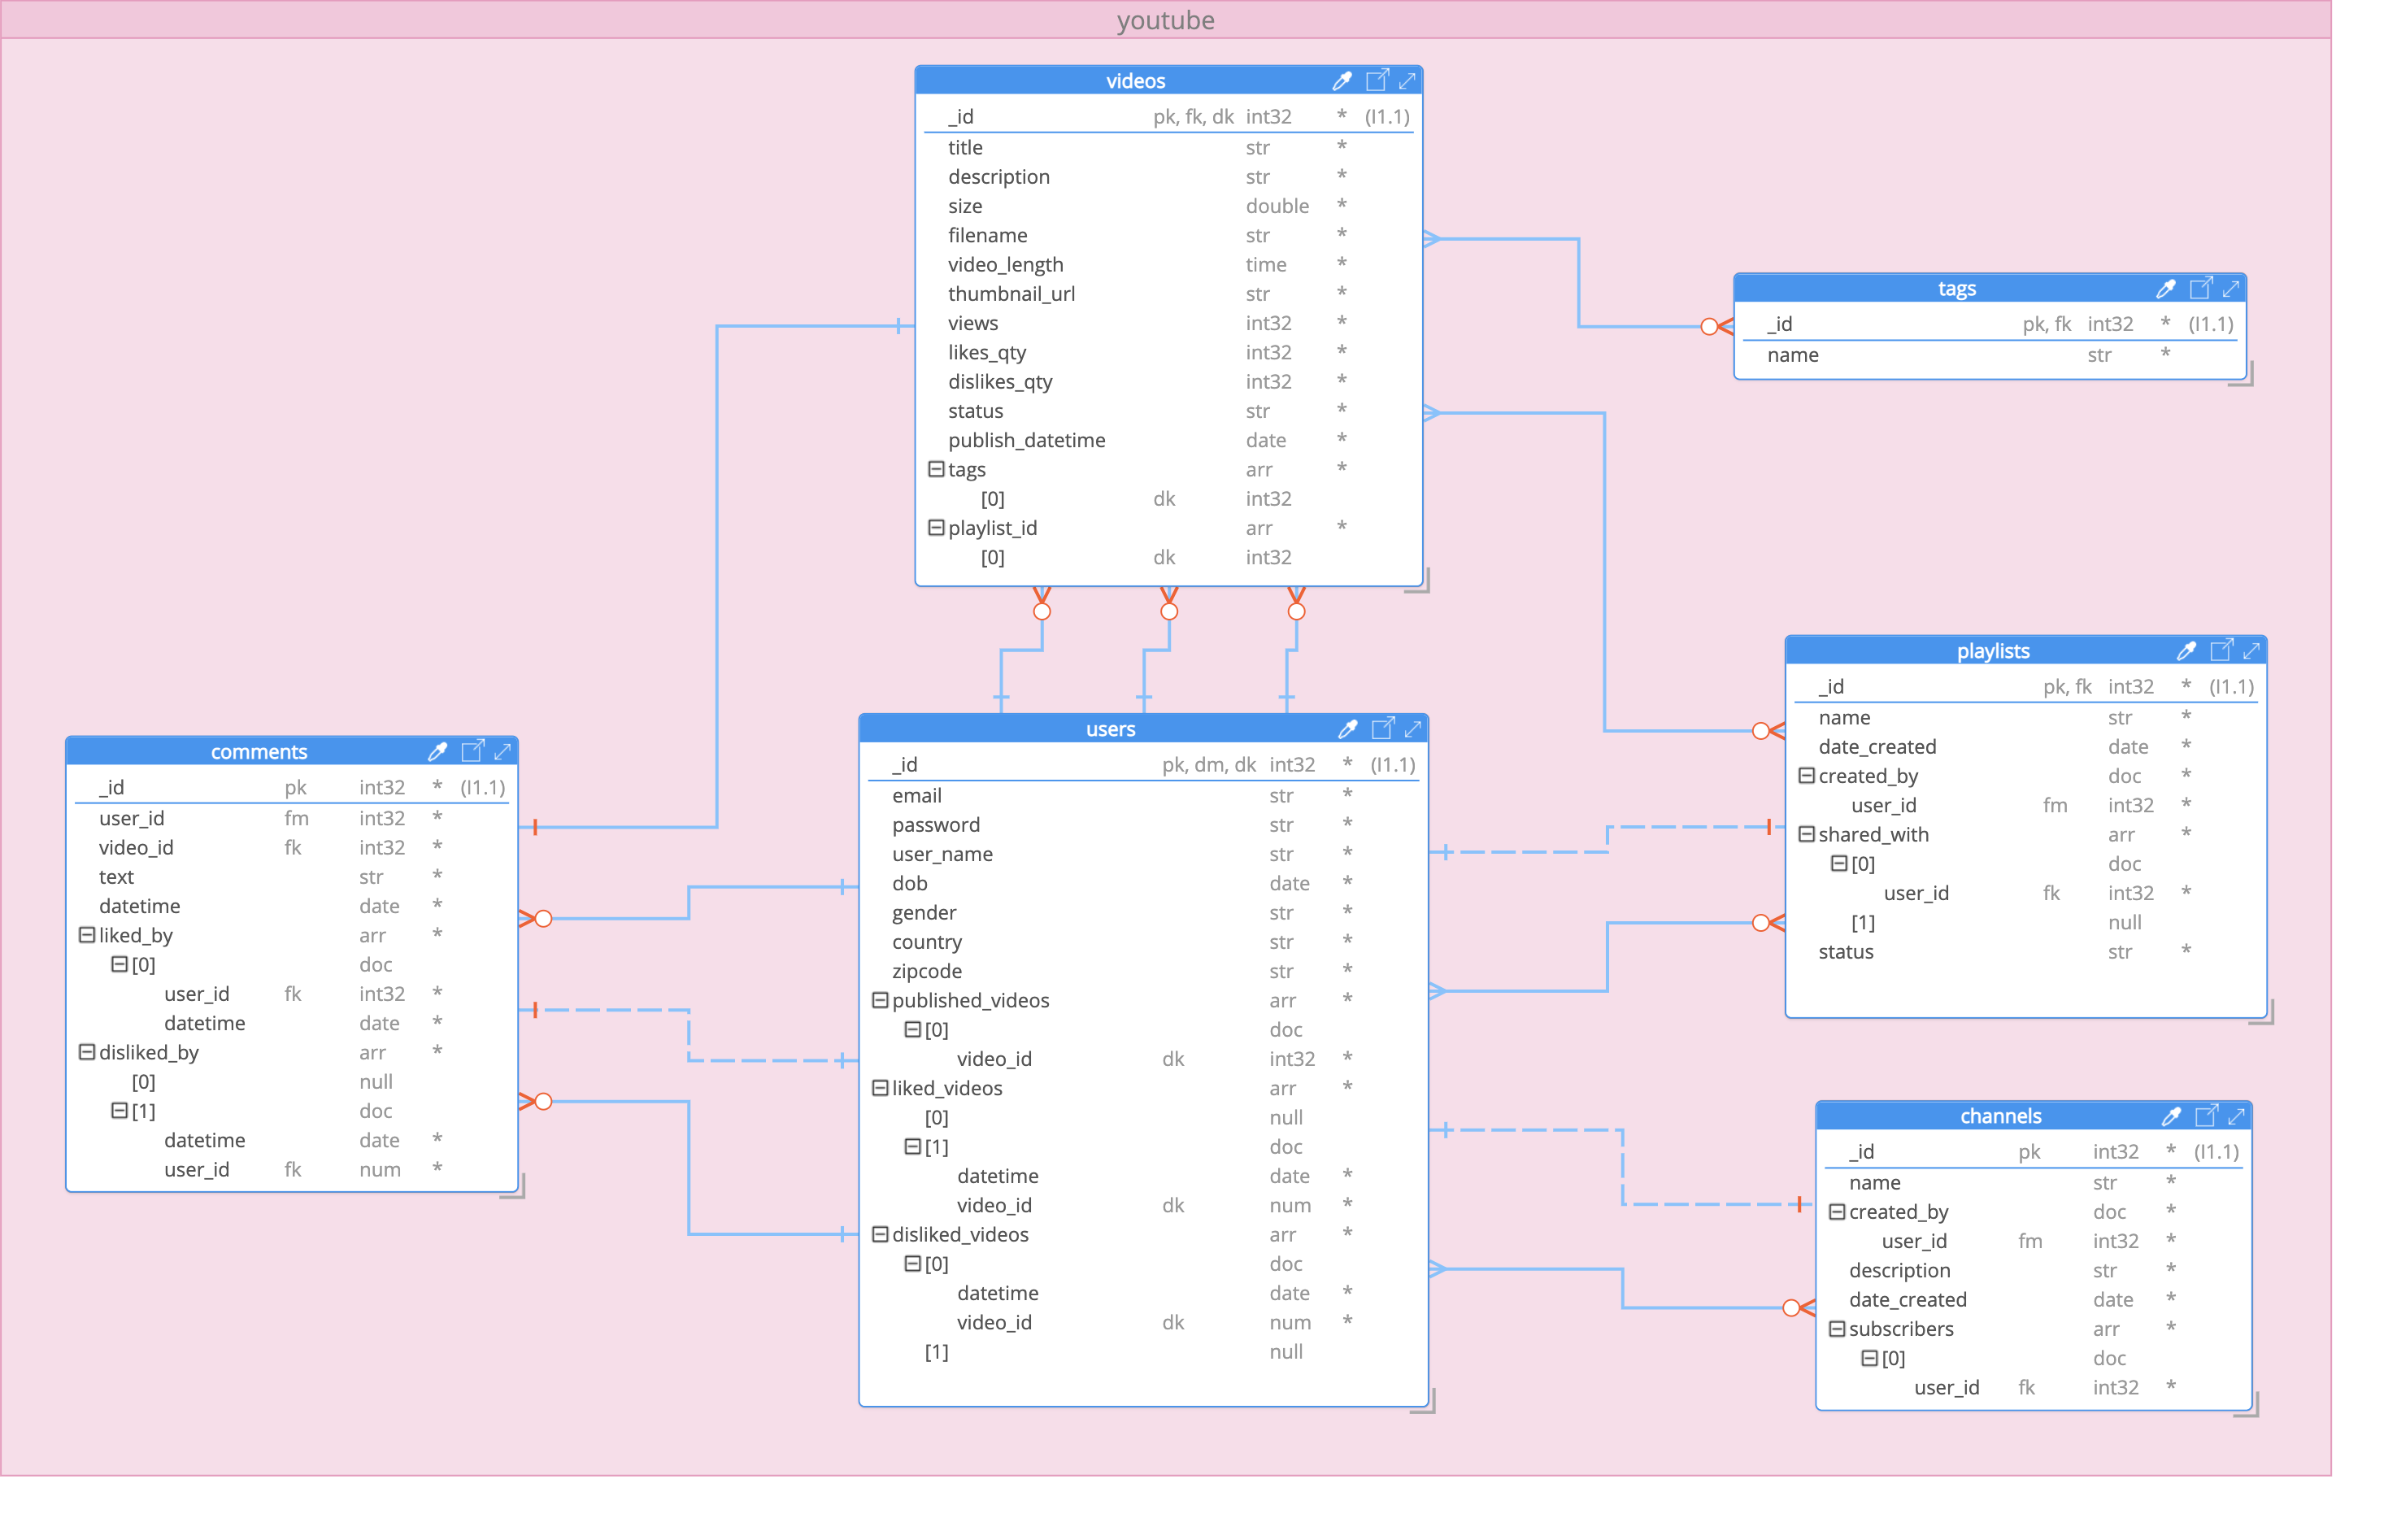 youtube
videos
_id pk, fk, dk int32 * (I1.1)
title str *
description str *
size double *
filename str *
video_length time *
thumbnail_url str *
views int32 *
likes_qty int32 *
dislikes_qty int32 *
status str *
publish_datetime date *
tags arr *
[0] dk int32
playlist_id arr *
[0] dk int32
tags
_id pk, fk int32 * (I1.1)
name str *
playlists
_id pk, fk int32 * (I1.1)
name str *
date_created date *
created_by doc *
user_id fm int32 *
shared_with arr *
[0] doc
user_id fk int32 *
[1] null
status str *
comments
_id pk int32 * (I1.1)
user_id fm int32 *
video_id fk int32 *
text str *
datetime date *
liked_by arr *
[0] doc
user_id fk int32 *
datetime date *
disliked_by arr *
[0] null
[1] doc
datetime date *
user_id fk num *
users
_id pk, dm, dk int32 * (I1.1)
email str *
password str *
user_name str *
dob date *
gender str *
country str *
zipcode str *
published_videos arr *
[0] doc
video_id dk int32 *
liked_videos arr *
[0] null
[1] doc
datetime date *
video_id dk num *
disliked_videos arr *
[0] doc
datetime date *
video_id dk num *
[1] null
channels
_id pk int32 * (I1.1)
name str *
created_by doc *
user_id fm int32 *
description str *
date_created date *
subscribers arr *
[0] doc
user_id fk int32 *